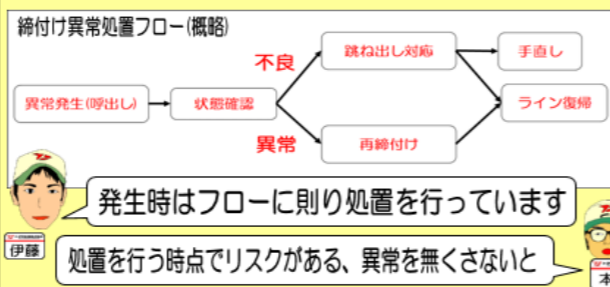 締付け異常処置フロー(概略)
不良
跳ね出し対応
手直し
異常発生(呼出し)
状態確認
ライン復帰
異常
再締付け
発生時はフローに則り処置を行っています
伊藤
処置を行う時点でリスクがある、異常を無くさないと
本